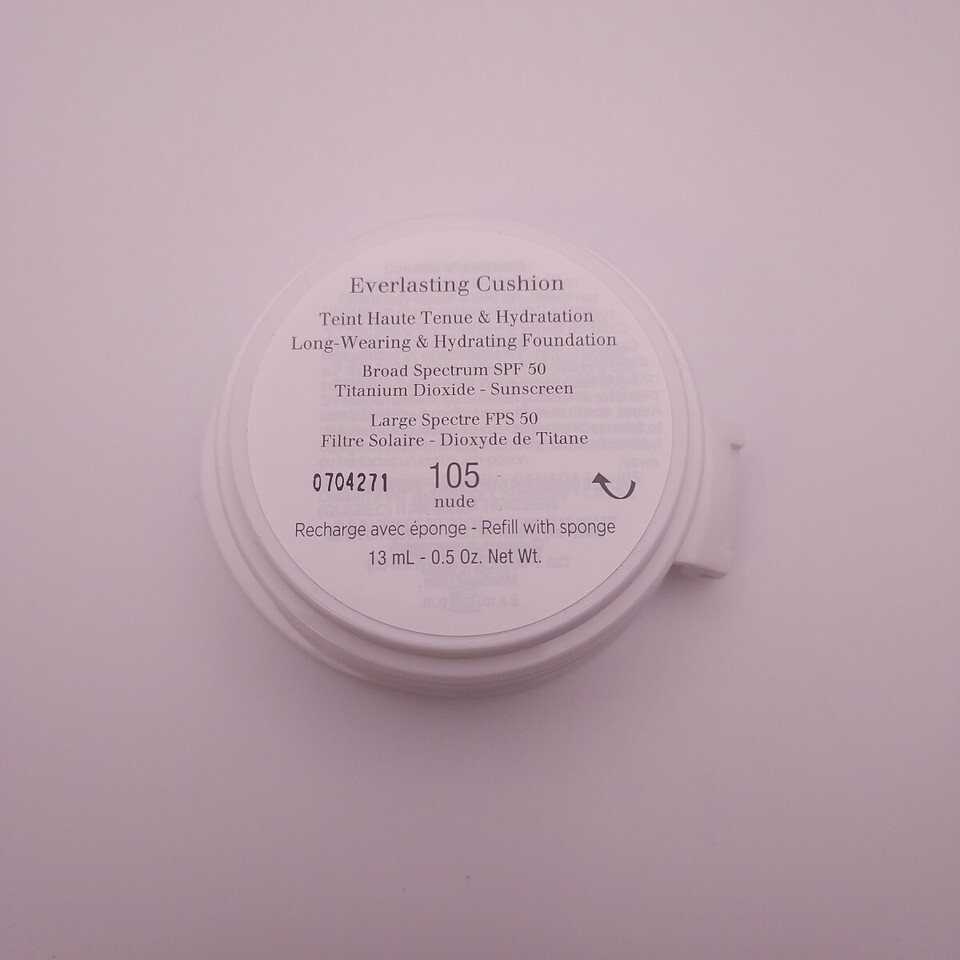 Everlasting Cushion
Teint Haute Tenue & Hydratation
Long-Wearing & Hydrating Foundation
Broad Spectrum SPF 50
Titanium Dioxide - Sunscreen
Large Spectre FPS 50
Filtre Solaire - Dioxyde de Titane
0704271 105
nude
Recharge avec éponge - Refill with sponge
13 mL - 0.5 Oz. Net Wt.